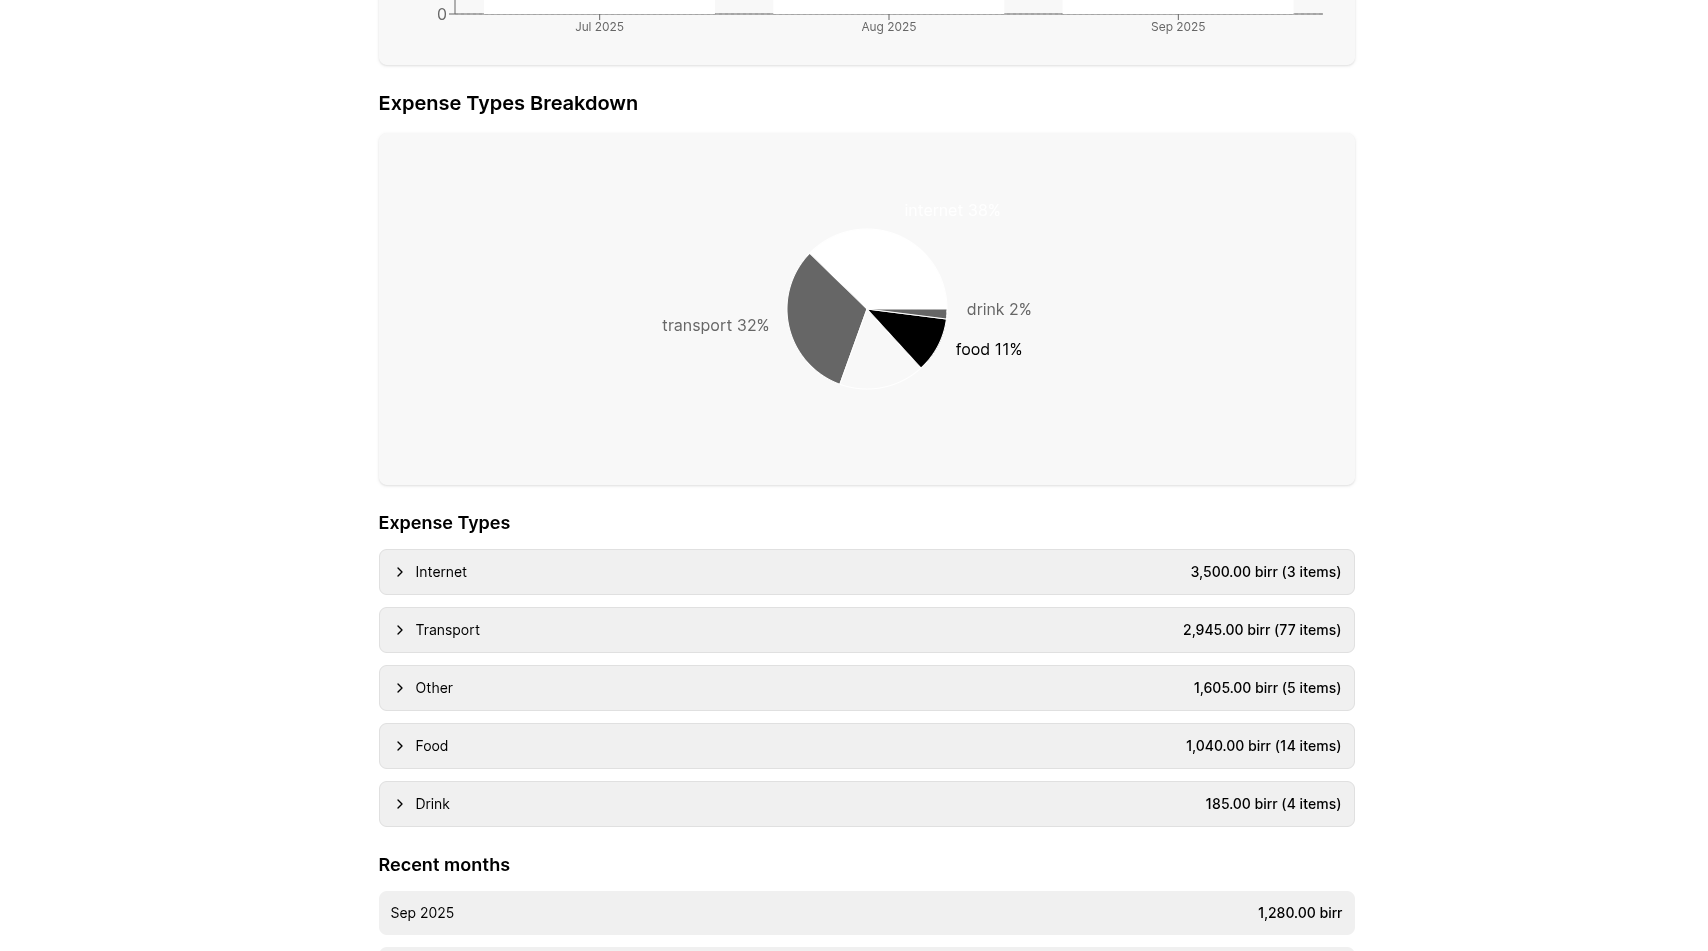 0
Jul 2025
Aug 2025
Sep 2025
Expense Types Breakdown
internet 38%
drink 2%
transport 32%
food 11%
Expense Types
Internet 3,500.00 birr (3 items)
Transport 2,945.00 birr (77 items)
Other 1,605.00 birr (5 items)
Food 1,040.00 birr (14 items)
Drink 185.00 birr (4 items)
Recent months
Sep 2025 1,280.00 birr